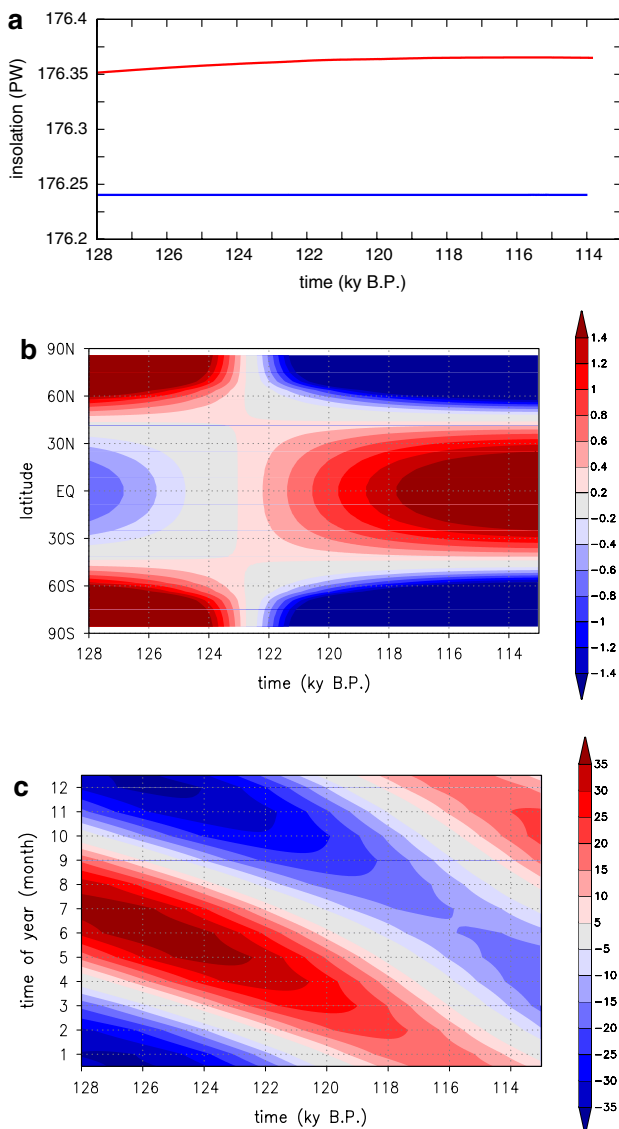 a
176.4
176.35
176.3
176.25
176.2
insolation (PW)
128 126 124 122 120 118 116 114
time (ky B.P.)
b
90N
60N
30N
EQ
30S
60S
90S
latitude
128 126 124 122 120 118 116 114
time (ky B.P.)
1.4
1.2
1
0.8
0.6
0.4
0.2
-0.2
-0.4
-0.6
-0.8
-1
-1.2
-1.4
c
12
11
10
9
8
7
6
5
4
3
2
1
time of year (month)
128 126 124 122 120 118 116 114
time (ky B.P.)
35
30
25
20
15
10
5
-5
-10
-15
-20
-25
-30
-35